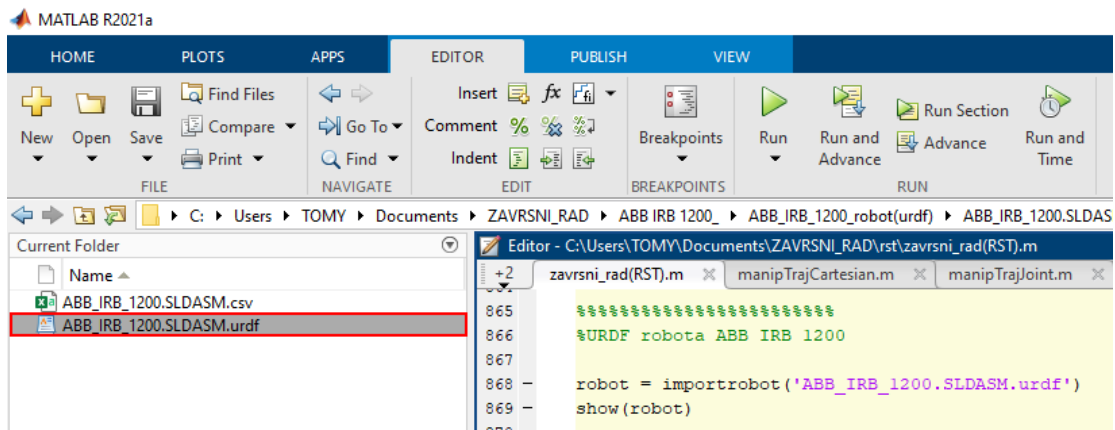 MATLAB R2021a
HOME PLOTS APPS EDITOR PUBLISH VIEW
New Open Save
Find Files
Compare
Print
FILE
Go To
Find
NAVIGATE
Insert fx
Comment
Indent
EDIT
Breakpoints
BREAKPOINTS
Run
Run and Advance
Run Section
Advance
Run and Time
RUN
C: Users TOMY Documents ZAVRSNI_RAD ABB IRB 1200_ ABB_IRB_1200_robot(urdf) ABB_IRB_1200.SLDAS
Current Folder
Name
ABB_IRB_1200.SLDASM.csv
ABB_IRB_1200.SLDASM.urdf
Editor - C:\Users\TOMY\Documents\ZAVRSNI_RAD\rst\zavrsni_rad(RST).m
+2 zavrsni_rad(RST).m manipTrajCartesian.m manipTrajJoint.m
865 %%%%%%%%%%%%%%%%%%%%%%%%
866 %URDF robota ABB IRB 1200
867
868 – robot = importrobot('ABB_IRB_1200.SLDASM.urdf')
869 – show(robot)